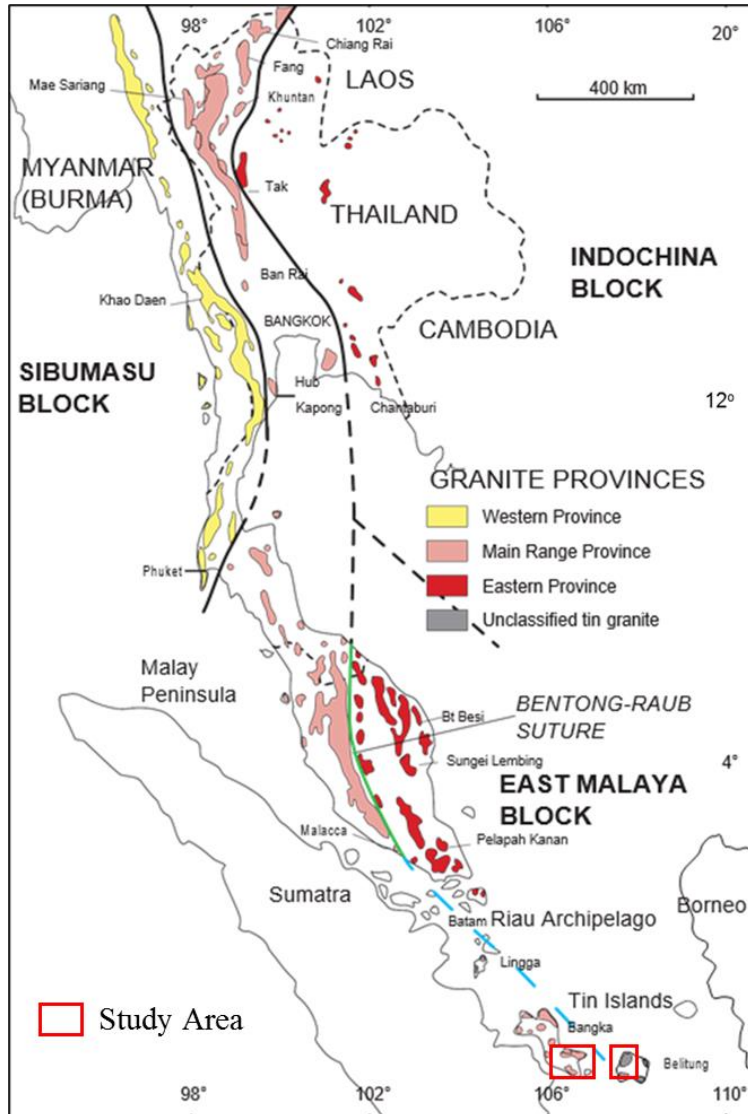 98°
102°
106°
20°
Chiang Rai
Fang
LAOS
400 km
Mae Sariang
Khuntan
MYANMAR
(BURMA)
Tak
THAILAND
INDOCHINA
BLOCK
Ban Rai
Khao Daen
BANGKOK
CAMBODIA
SIBUMASU
BLOCK
Hub
Kapong
Chantaburi
12°
GRANITE PROVINCES
Western Province
Main Range Province
Eastern Province
Unclassified tin granite
Phuket
Malay
Peninsula
Bt Besi
BENTONG-RAUB
SUTURE
Sungei Lembing
4°
EAST MALAYA
BLOCK
Malacca
Pelapah Kanan
Sumatra
Borneo
Batam
Riau Archipelago
Lingga
Tin Islands
Study Area
Bangka
Belitung
98°
102°
106°
110°